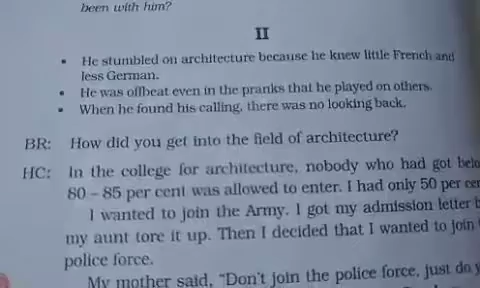 been with him?
II
• He stumbled on architecture because he knew little French and
less German.
• He was offbeat even in the pranks that he played on others.
• When he found his calling, there was no looking back.
BR: How did you get into the field of architecture?
HC: In the college for architecture, nobody who had got
80 – 85 per cent was allowed to enter. I had only 50 per
I wanted to join the Army. I got my admission letter
my aunt tore it up. Then I decided that I wanted to join
police force.
My mother said, "Don't join the police force, just do